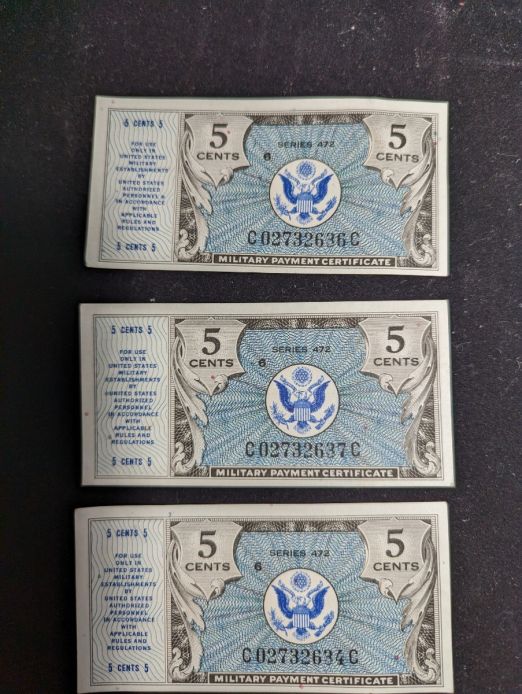 5 CENTS 5
FOR USE
ONLY IN
UNITED STATES
MILITARY
ESTABLISHMENTS
BY
UNITED STATES
AUTHORIZED
PERSONNEL
IN ACCORDANCE
WITH
APPLICABLE
RULES AND
REGULATIONS
5 CENTS 5
5
CENTS
SERIES 472
6
5
CENTS
C02732636C
MILITARY PAYMENT CERTIFICATE
5 CENTS 5
FOR USE
ONLY IN
UNITED STATES
MILITARY
ESTABLISHMENTS
BY
UNITED STATES
AUTHORIZED
PERSONNEL
IN ACCORDANCE
WITH
APPLICABLE
RULES AND
REGULATIONS
5 CENTS 5
5
CENTS
SERIES 472
6
5
CENTS
C02732637C
MILITARY PAYMENT CERTIFICATE
5 CENTS 5
FOR USE
ONLY IN
UNITED STATES
MILITARY
ESTABLISHMENTS
BY
UNITED STATES
AUTHORIZED
PERSONNEL
IN ACCORDANCE
WITH
APPLICABLE
RULES AND
REGULATIONS
5 CENTS 5
5
CENTS
SERIES 472
6
5
CENTS
C02732634C
MILITARY PAYMENT CERTIFICATE